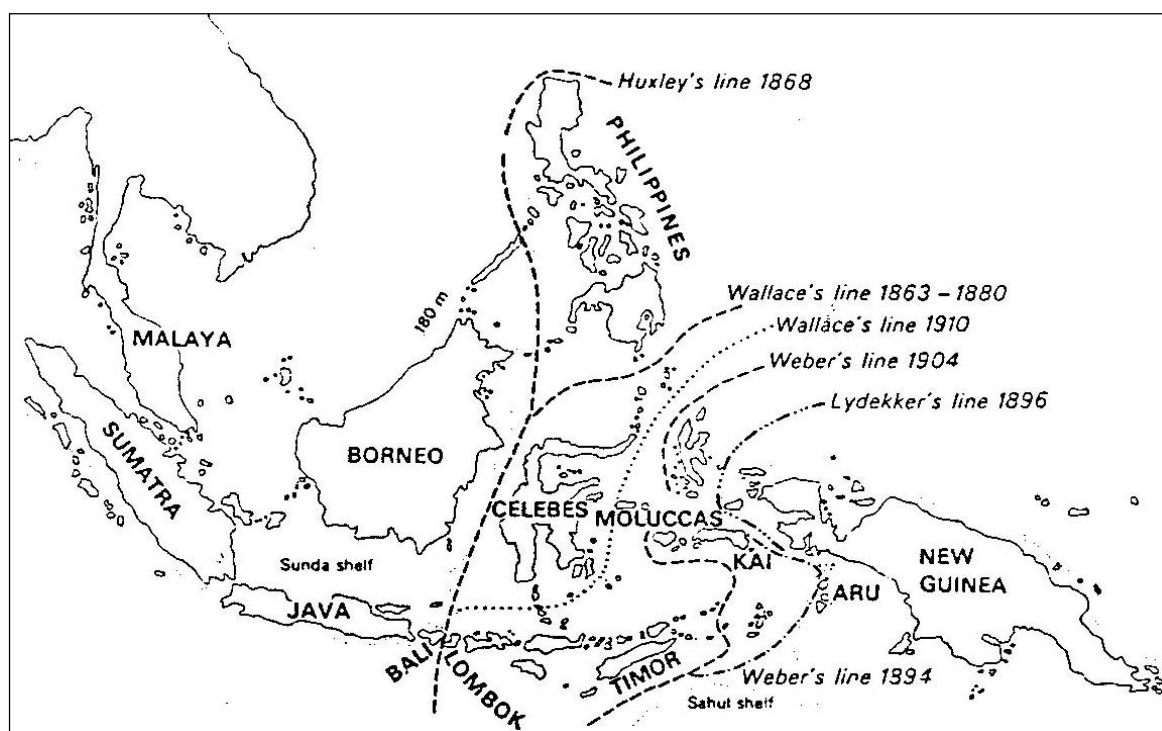 Huxley's line 1868
PHILIPPINES
Wallace's line 1863 – 1880
180 m
Wallace's line 1910
MALAYA
Weber's line 1904
Lydekker's line 1896
SUMATRA
BORNEO
CELEBES
MOLUCCAS
KAI
NEW
GUINEA
Sunda shelf
ARU
JAVA
BALI
LOMBOK
TIMOR
Weber's line 1894
Sahul shelf